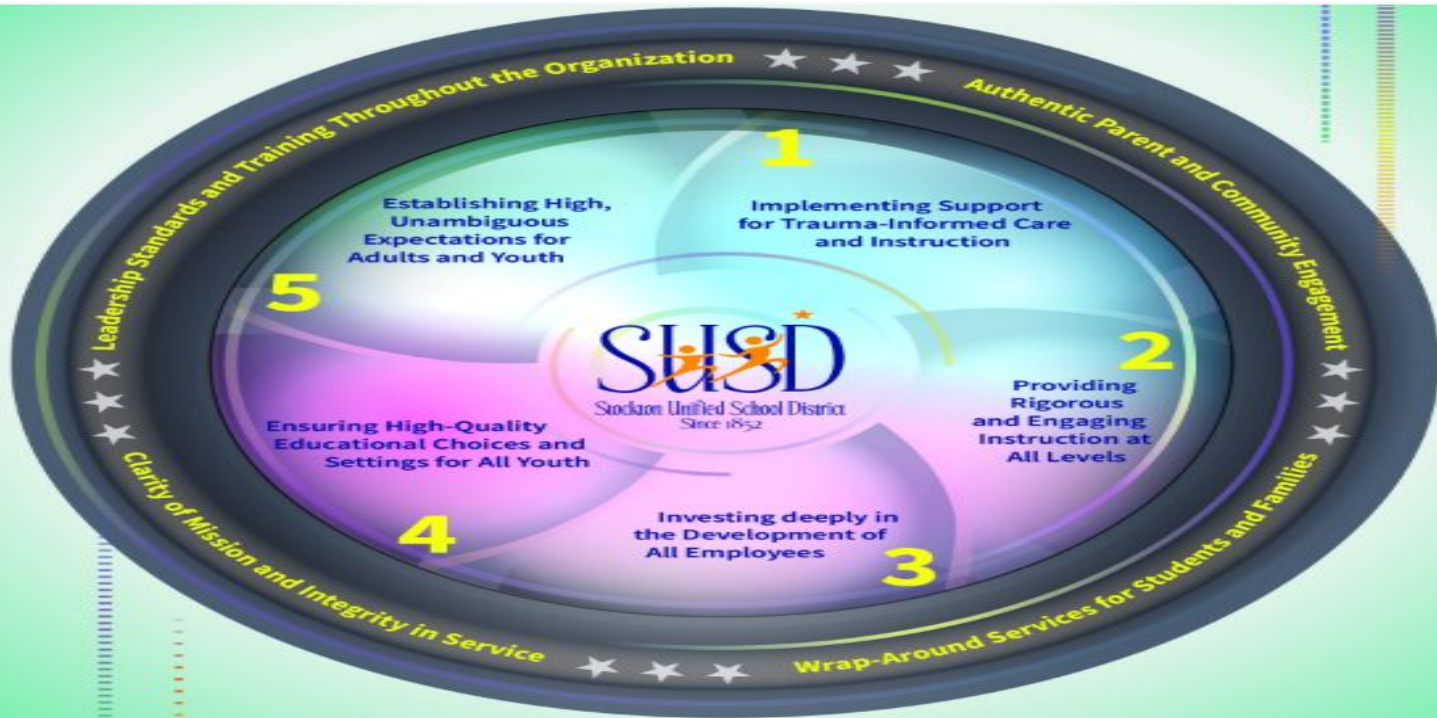 Leadership Standards and Training Throughout the Organization
Authentic Parent and Community Engagement
1
Implementing Support
for Trauma-Informed Care
and Instruction
2
Providing
Rigorous
and Engaging
Instruction at
All Levels
3
Investing deeply in
the Development of
All Employees
4
Ensuring High-Quality
Educational Choices and
Settings for All Youth
5
Establishing High,
Unambiguous
Expectations for
Adults and Youth
SUSD
Stockton Unified School District
Since 1852
Wrap-Around Services for Students and Families
Clarity of Mission and Integrity in Service